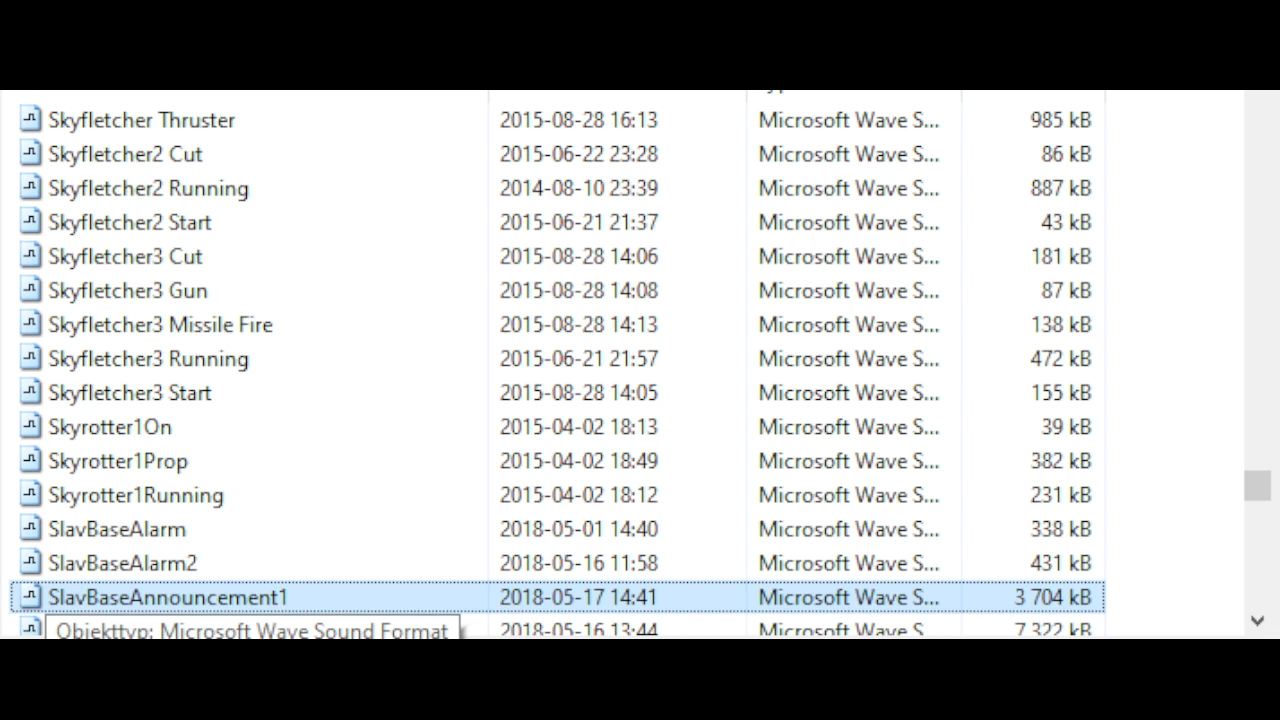 Skyfletcher Thruster 2015-08-28 16:13 Microsoft Wave S... 985 kB
Skyfletcher2 Cut 2015-06-22 23:28 Microsoft Wave S... 86 kB
Skyfletcher2 Running 2014-08-10 23:39 Microsoft Wave S... 887 kB
Skyfletcher2 Start 2015-06-21 21:37 Microsoft Wave S... 43 kB
Skyfletcher3 Cut 2015-08-28 14:06 Microsoft Wave S... 181 kB
Skyfletcher3 Gun 2015-08-28 14:08 Microsoft Wave S... 87 kB
Skyfletcher3 Missile Fire 2015-08-28 14:13 Microsoft Wave S... 138 kB
Skyfletcher3 Running 2015-06-21 21:57 Microsoft Wave S... 472 kB
Skyfletcher3 Start 2015-08-28 14:05 Microsoft Wave S... 155 kB
Skyrotter1On 2015-04-02 18:13 Microsoft Wave S... 39 kB
Skyrotter1Prop 2015-04-02 18:49 Microsoft Wave S... 382 kB
Skyrotter1Running 2015-04-02 18:12 Microsoft Wave S... 231 kB
SlavBaseAlarm 2018-05-01 14:40 Microsoft Wave S... 338 kB
SlavBaseAlarm2 2018-05-16 11:58 Microsoft Wave S... 431 kB
SlavBaseAnnouncement1 2018-05-17 14:41 Microsoft Wave S... 3 704 kB
Objekttyp: Microsoft Wave Sound Format 2018-05-16 13:44 Microsoft Wave S 7 322 kB